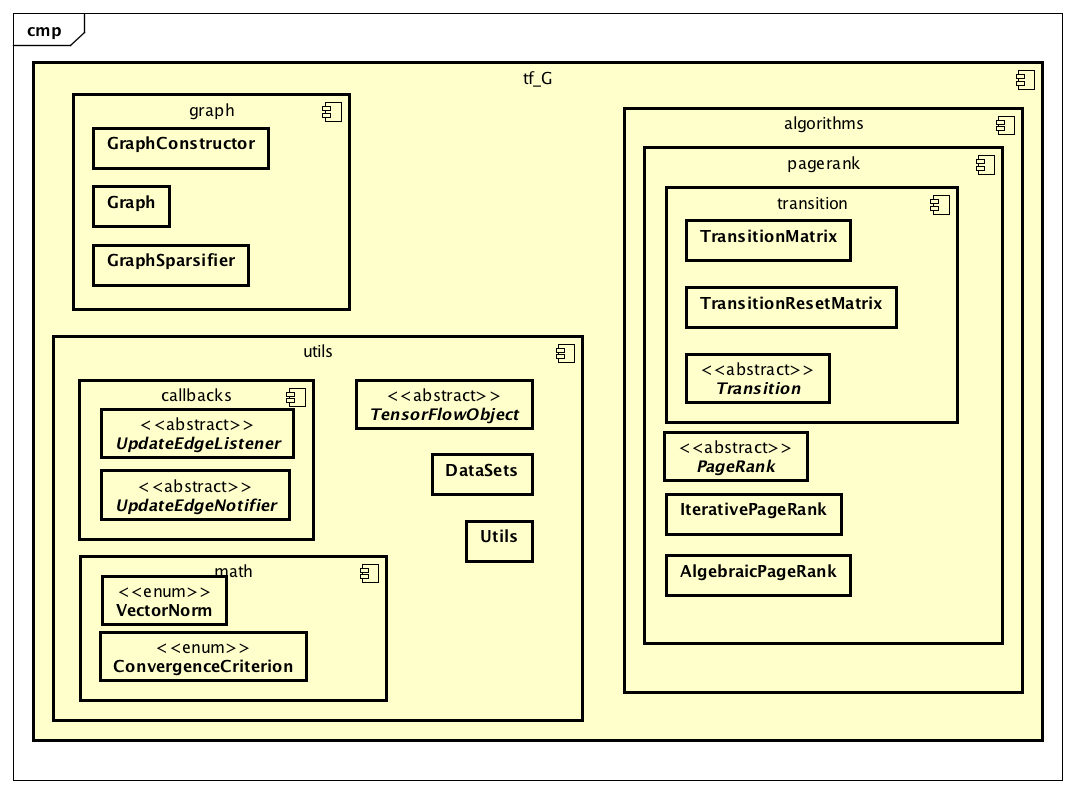 cmp
tf_G
graph
GraphConstructor
Graph
GraphSparsifier
utils
callbacks
<<abstract>>
UpdateEdgeListener
<<abstract>>
UpdateEdgeNotifier
math
<<enum>>
VectorNorm
<<enum>>
ConvergenceCriterion
<<abstract>>
TensorFlowObject
DataSets
Utils
algorithms
pagerank
transition
TransitionMatrix
TransitionResetMatrix
<<abstract>>
Transition
<<abstract>>
PageRank
IterativePageRank
AlgebraicPageRank